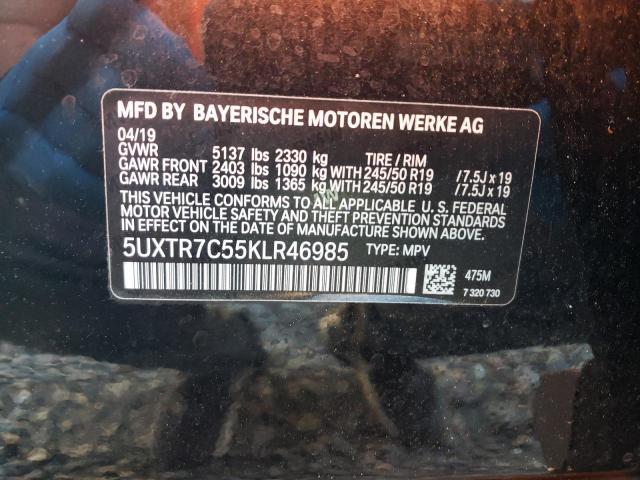 MFD BY BAYERISCHE MOTOREN WERKE AG
04/19
GVWR 5137 lbs 2330 kg TIRE / RIM
GAWR FRONT 2403 lbs 1090 kg WITH 245/50 R19 /7.5J x 19
GAWR REAR 3009 lbs 1365 kg WITH 245/50 R19 /7.5J x 19
THIS VEHICLE CONFORMS TO ALL APPLICABLE U. S. FEDERAL
MOTOR VEHICLE SAFETY AND THEFT PREVENTION STANDARDS
IN EFFECT ON THE DATE OF MANUFACTURE SHOWN ABOVE.
5UXTR7C55KLR46985 TYPE: MPV
475M
7 320 730